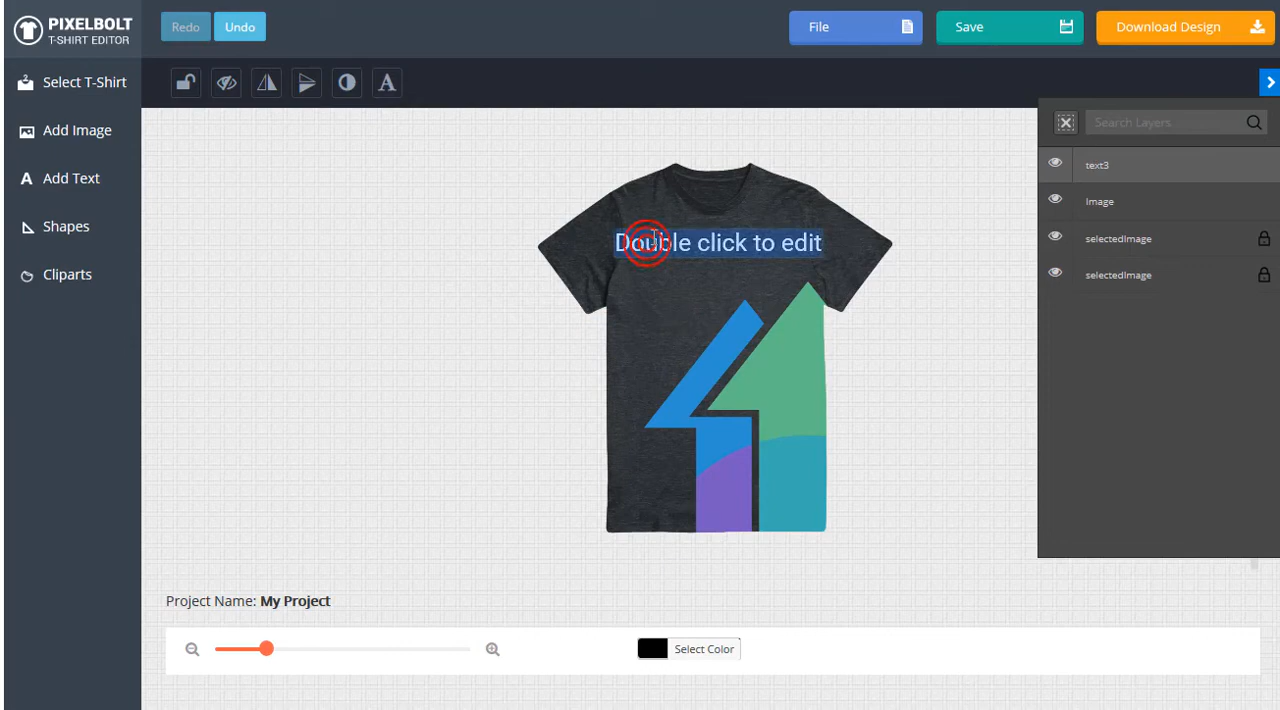 PIXELBOLT
T-SHIRT EDITOR
Redo
Undo
File
Save
Download Design
Select T-Shirt
Add Image
Add Text
Shapes
Cliparts
A
Search Layers
text3
Image
selectedImage
selectedImage
Double click to edit
Project Name: My Project
Select Color